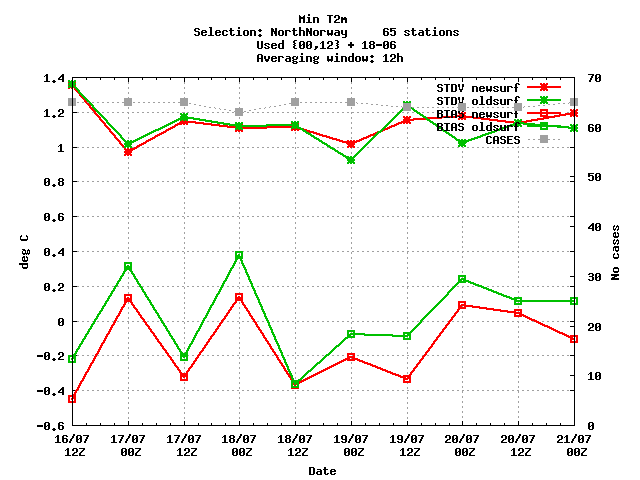 Min T2m
Selection: NorthNorway 65 stations
Used {00,12} + 18-06
Averaging window: 12h
STDV newsurf
STDV oldsurf
BIAS newsurf
BIAS oldsurf
CASES
deg C
1.4
1.2
1
0.8
0.6
0.4
0.2
0
-0.2
-0.4
-0.6
70
60
50
40
30
20
10
0
No cases
16/07 17/07 17/07 18/07 18/07 19/07 19/07 20/07 20/07 21/07
12Z 00Z 12Z 00Z 12Z 00Z 12Z 00Z 12Z 00Z
Date